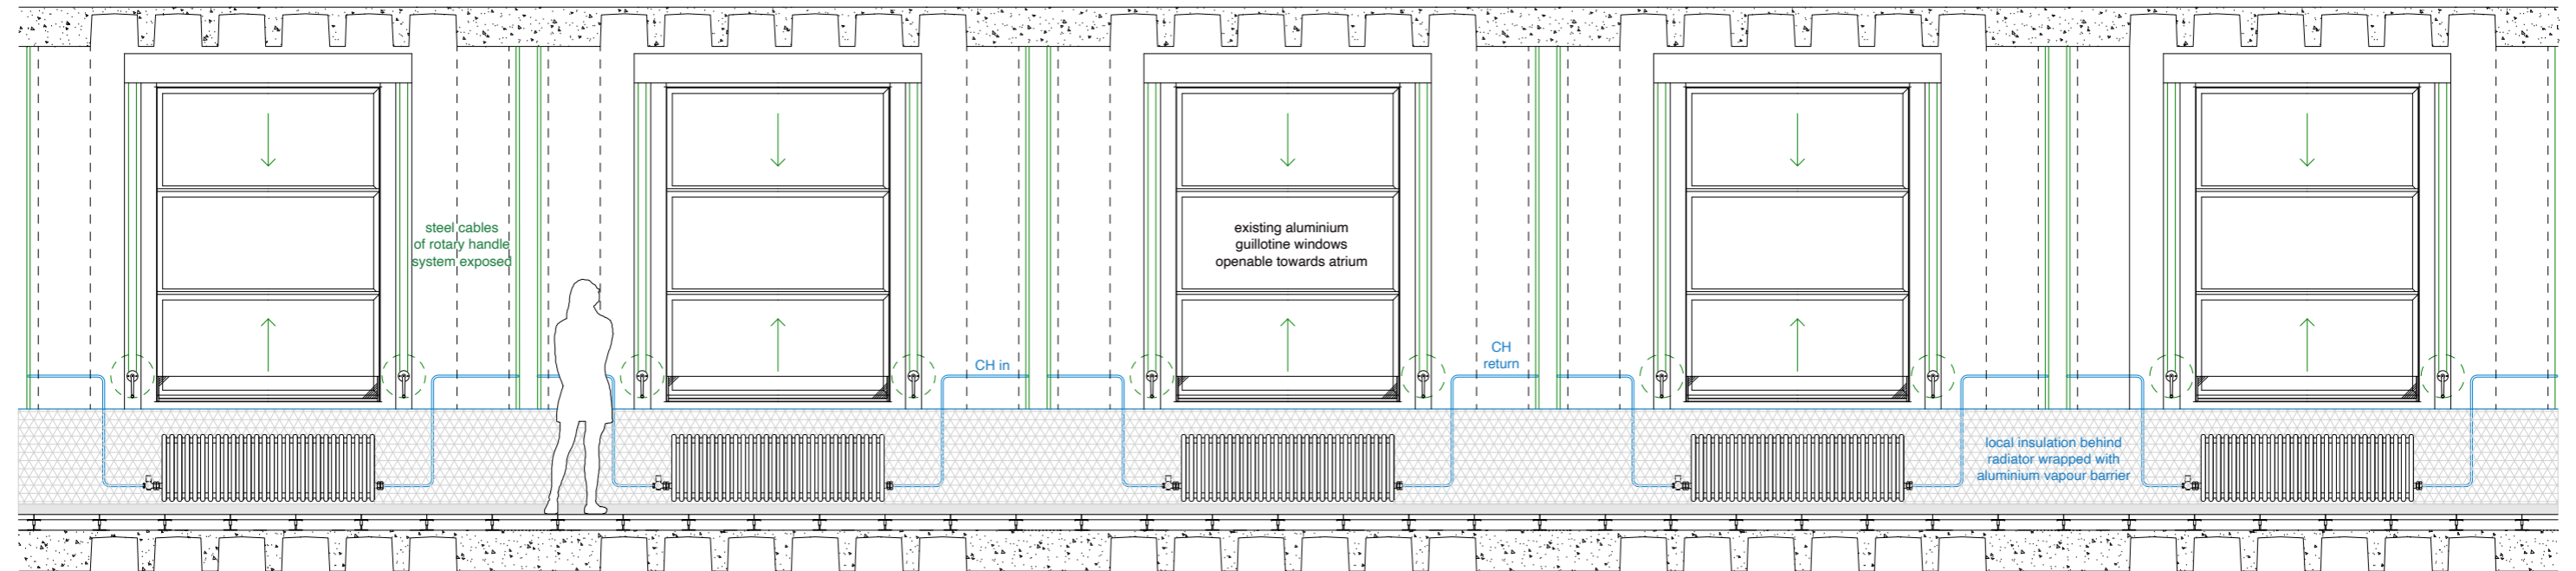 steel cables
of rotary handle
system exposed
existing aluminium
guillotine windows
openable towards atrium
CH in
CH
return
local insulation behind
radiator wrapped with
aluminium vapour barrier